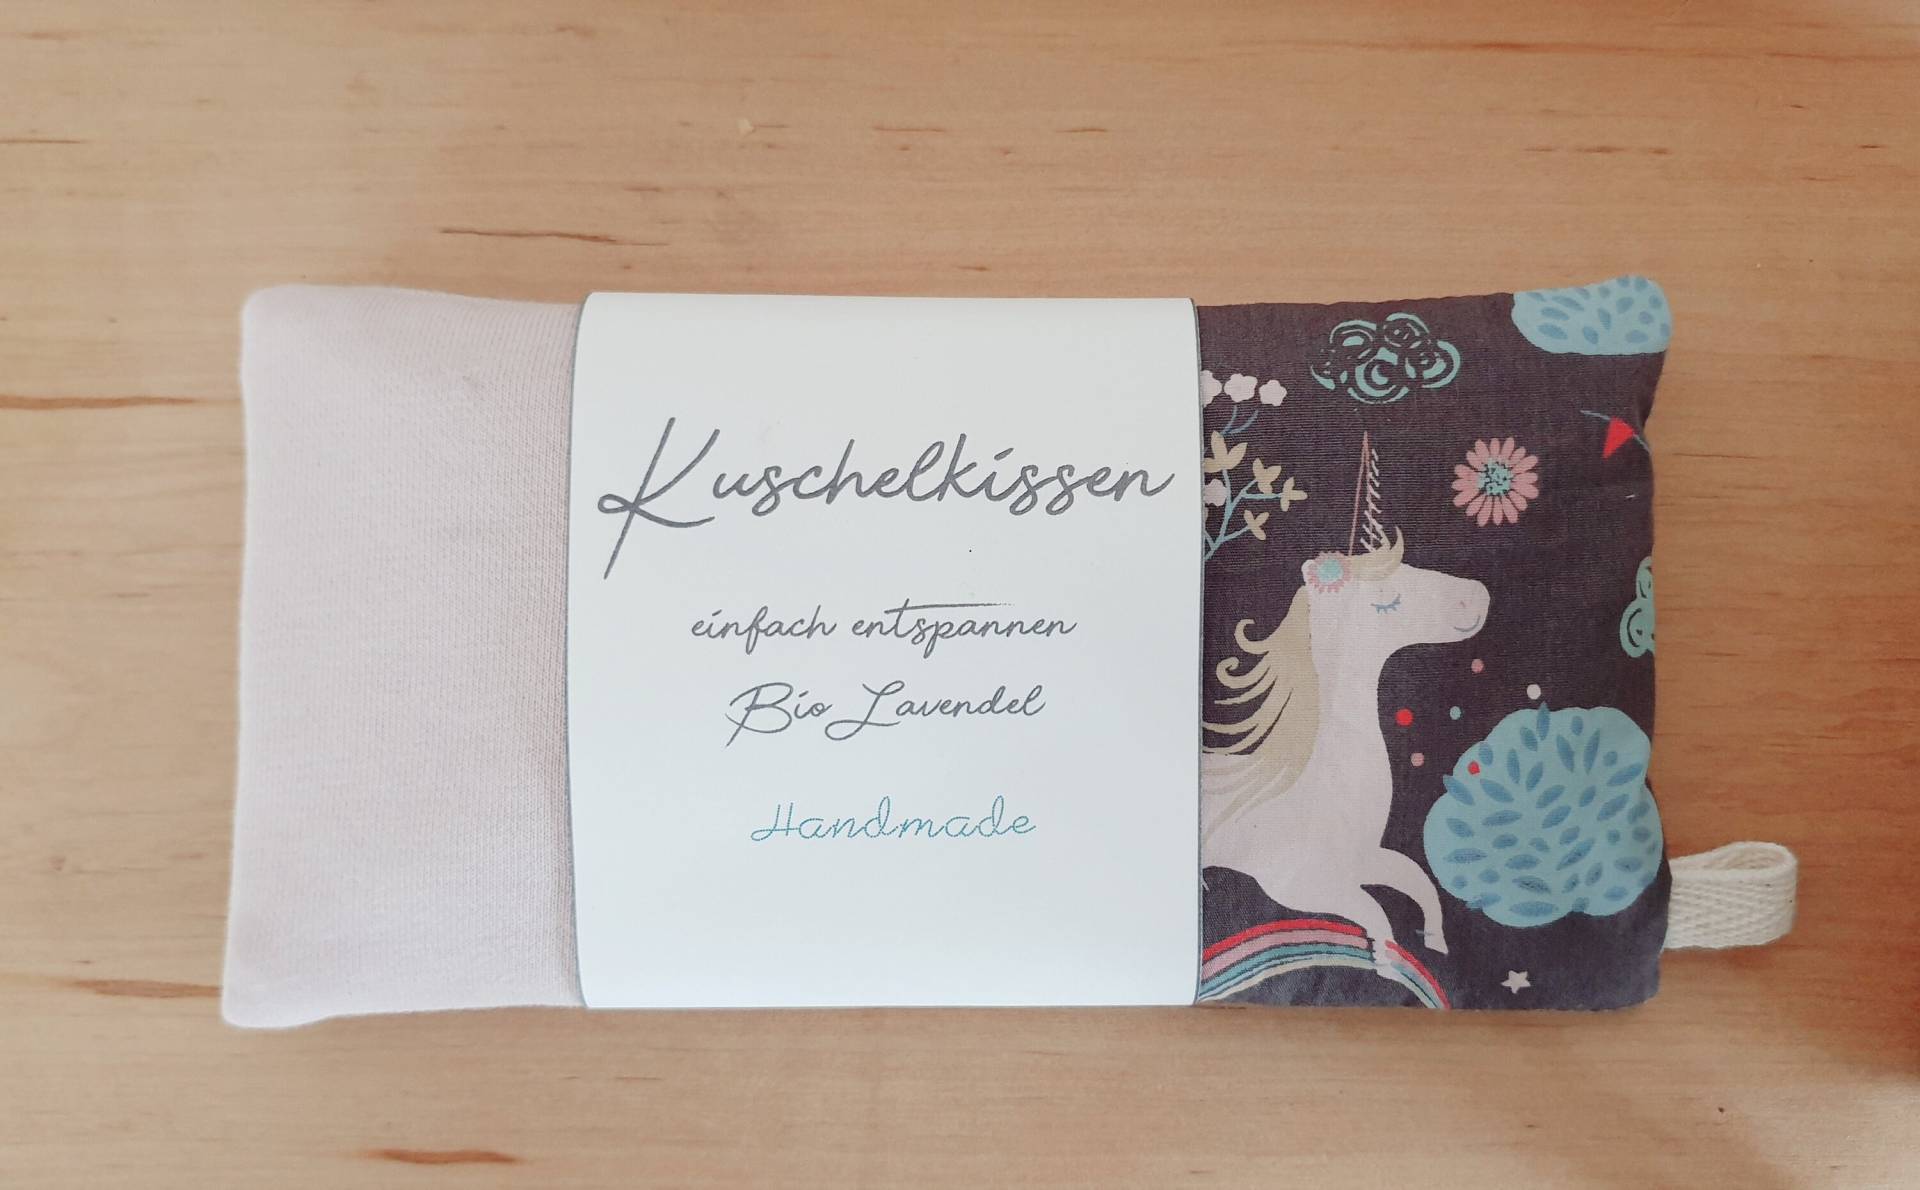 Kuschelkissen
einfach entspannen
Bio Lavendel
Handmade